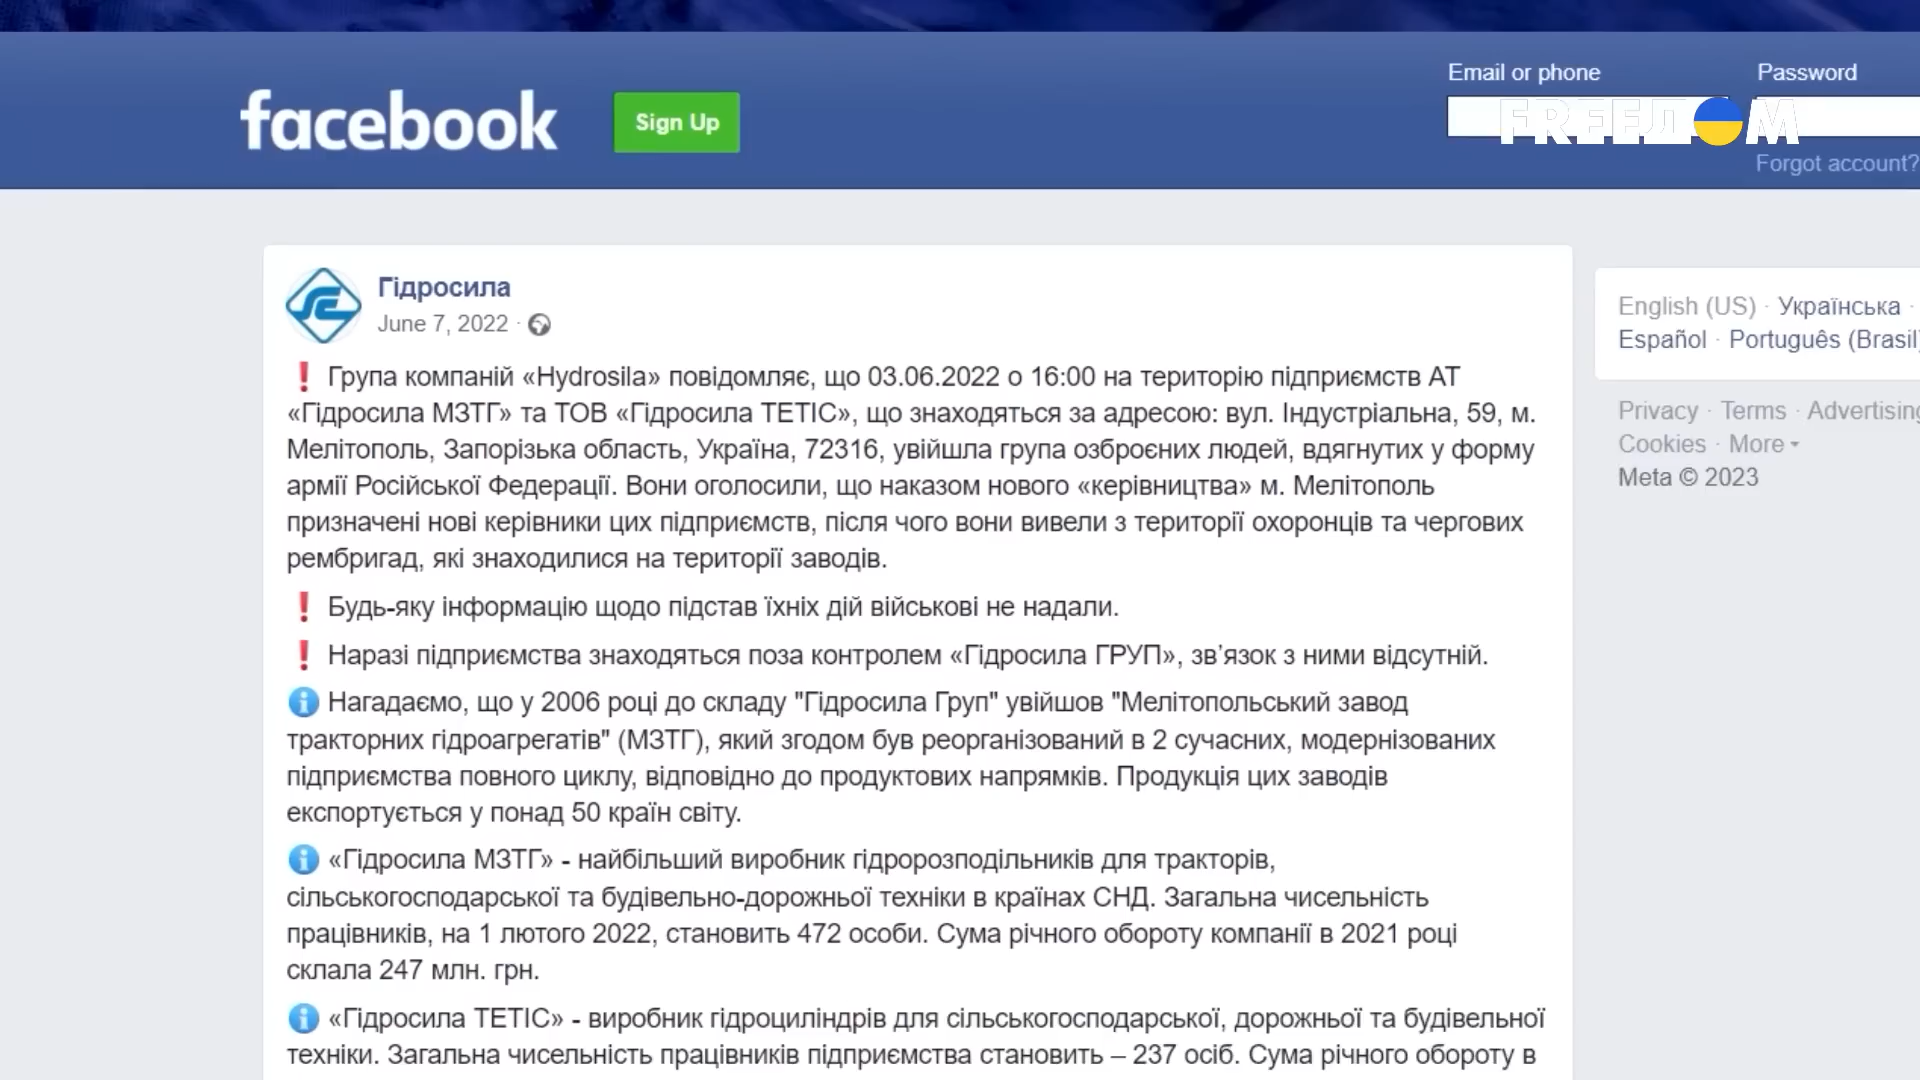 facebook
Sign Up
Email or phone
Password
FREEДOM
Forgot account?
Гідросила
June 7, 2022 ·
❗ Група компаній «Hydrosila» повідомляє, що 03.06.2022 о 16:00 на територію підприємств АТ
«Гідросила МЗТГ» та ТОВ «Гідросила ТЕТІС», що знаходяться за адресою: вул. Індустріальна, 59, м.
Мелітополь, Запорізька область, Україна, 72316, увійшла група озброєних людей, вдягнутих у форму
армії Російської Федерації. Вони оголосили, що наказом нового «керівництва» м. Мелітополь
призначені нові керівники цих підприємств, після чого вони вивели з території охоронців та чергових
рембригад, які знаходилися на території заводів.
❗ Будь-яку інформацію щодо підстав їхніх дій військові не надали.
❗ Наразі підприємства знаходяться поза контролем «Гідросила ГРУП», зв’язок з ними відсутній.
ℹ Нагадаємо, що у 2006 році до складу "Гідросила Груп" увійшов "Мелітопольський завод
тракторних гідроагрегатів" (МЗТГ), який згодом був реорганізований в 2 сучасних, модернізованих
підприємства повного циклу, відповідно до продуктових напрямків. Продукція цих заводів
експортується у понад 50 країн світу.
ℹ «Гідросила МЗТГ» - найбільший виробник гідророзподільників для тракторів,
сільськогосподарської та будівельно-дорожньої техніки в країнах СНД. Загальна чисельність
працівників, на 1 лютого 2022, становить 472 особи. Сума річного обороту компанії в 2021 році
склала 247 млн. грн.
ℹ «Гідросила ТЕТІС» - виробник гідроциліндрів для сільськогосподарської, дорожньої та будівельної
техніки. Загальна чисельність працівників підприємства становить – 237 осіб. Сума річного обороту в
English (US) · Українська ·
Español · Português (Brasil)
Privacy · Terms · Advertising
Cookies · More
Meta © 2023